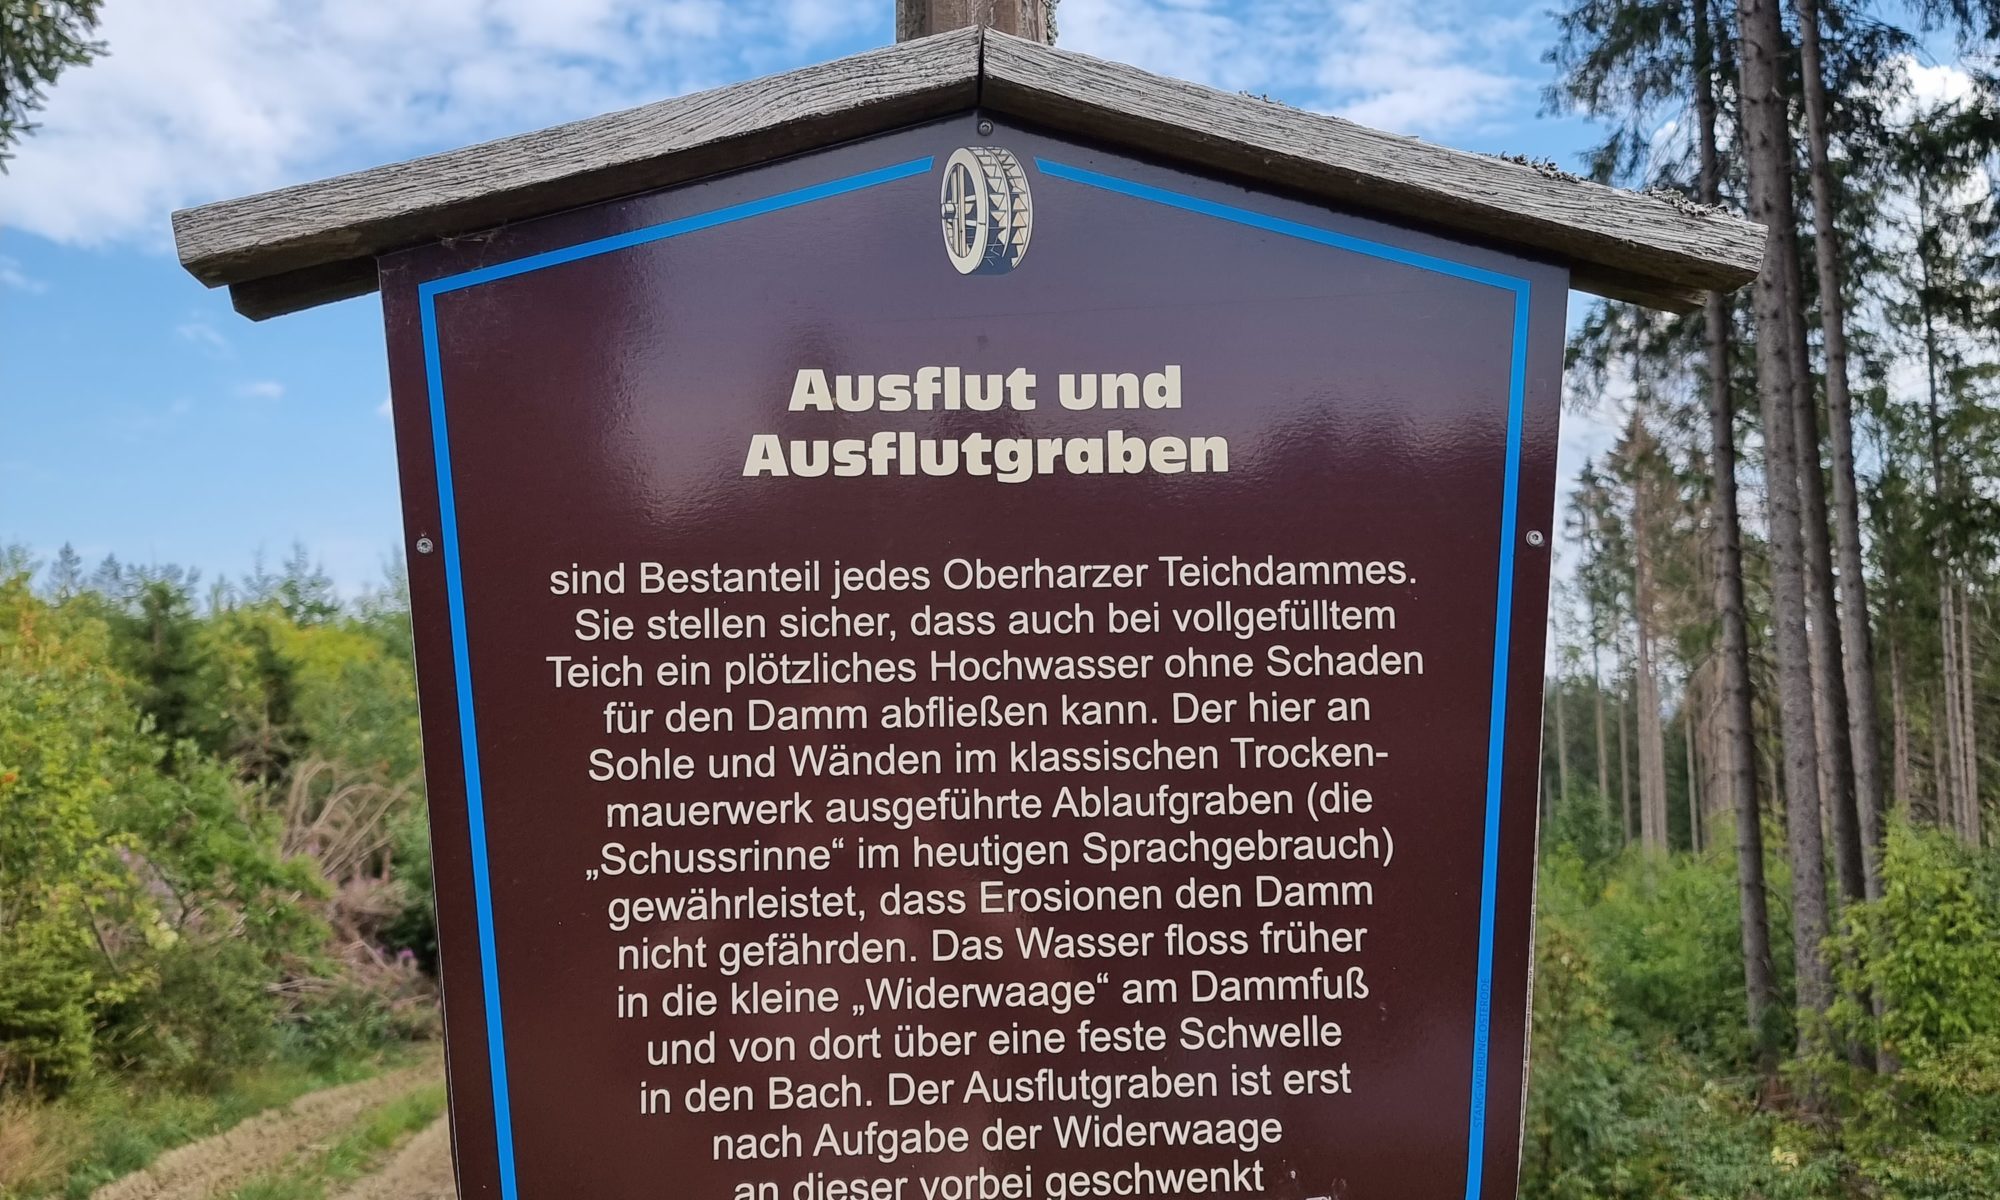 Ausflut und
Ausflutgraben
sind Bestanteil jedes Oberharzer Teichdammes.
Sie stellen sicher, dass auch bei vollgefülltem
Teich ein plötzliches Hochwasser ohne Schaden
für den Damm abfließen kann. Der hier an
Sohle und Wänden im klassischen Trocken-
mauerwerk ausgeführte Ablaufgraben (die
„Schussrinne“ im heutigen Sprachgebrauch)
gewährleistet, dass Erosionen den Damm
nicht gefährden. Das Wasser floss früher
in die kleine „Widerwaage“ am Dammfuß
und von dort über eine feste Schwelle
in den Bach. Der Ausflutgraben ist erst
nach Aufgabe der Widerwaage
an dieser vorbei geschwenkt
STANG-WERBUNG OSTERODE